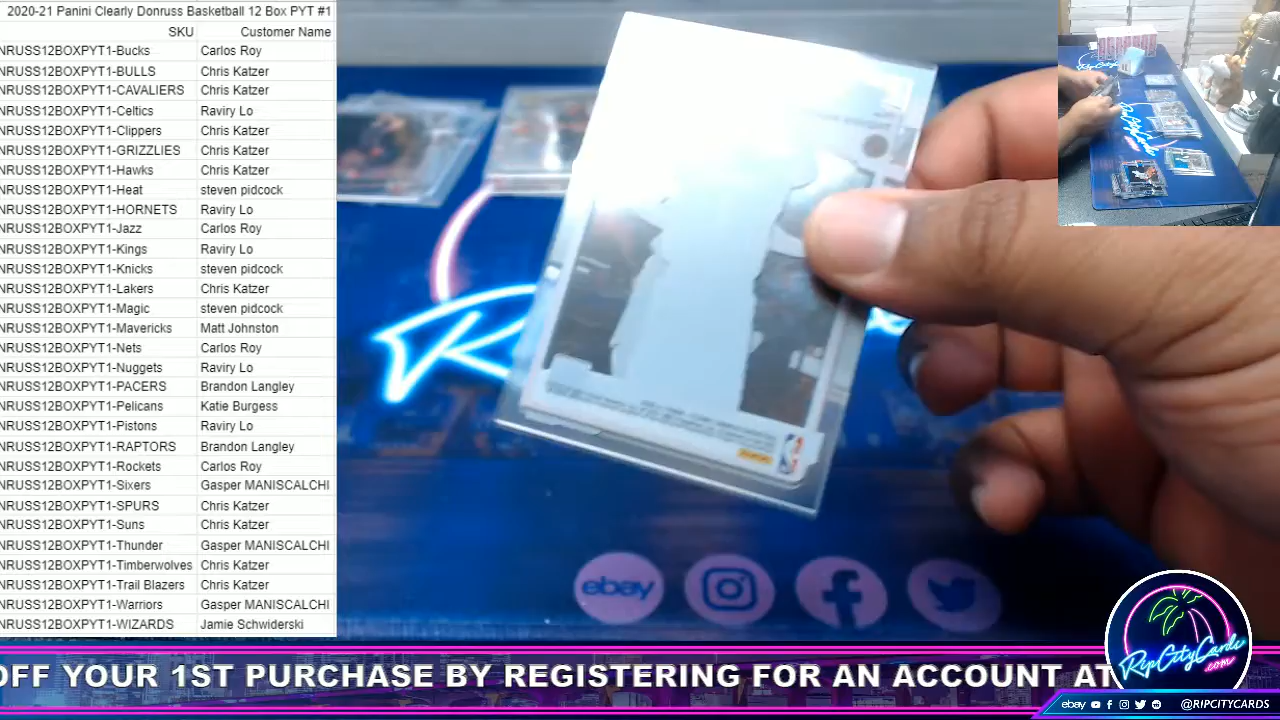 2020-21 Panini Clearly Donruss Basketball 12 Box PYT #1
SKU Customer Name
NRUSS12BOXPYT1-Bucks Carlos Roy
NRUSS12BOXPYT1-BULLS Chris Katzer
NRUSS12BOXPYT1-CAVALIERS Chris Katzer
NRUSS12BOXPYT1-Celtics Raviry Lo
NRUSS12BOXPYT1-Clippers Chris Katzer
NRUSS12BOXPYT1-GRIZZLIES Chris Katzer
NRUSS12BOXPYT1-Hawks Chris Katzer
NRUSS12BOXPYT1-Heat steven pidcock
NRUSS12BOXPYT1-HORNETS Raviry Lo
NRUSS12BOXPYT1-Jazz Carlos Roy
NRUSS12BOXPYT1-Kings Raviry Lo
NRUSS12BOXPYT1-Knicks steven pidcock
NRUSS12BOXPYT1-Lakers Chris Katzer
NRUSS12BOXPYT1-Magic steven pidcock
NRUSS12BOXPYT1-Mavericks Matt Johnston
NRUSS12BOXPYT1-Nets Carlos Roy
NRUSS12BOXPYT1-Nuggets Raviry Lo
NRUSS12BOXPYT1-PACERS Brandon Langley
NRUSS12BOXPYT1-Pelicans Katie Burgess
NRUSS12BOXPYT1-Pistons Raviry Lo
NRUSS12BOXPYT1-RAPTORS Brandon Langley
NRUSS12BOXPYT1-Rockets Carlos Roy
NRUSS12BOXPYT1-Sixers Gasper MANISCALCHI
NRUSS12BOXPYT1-SPURS Chris Katzer
NRUSS12BOXPYT1-Suns Chris Katzer
NRUSS12BOXPYT1-Thunder Gasper MANISCALCHI
NRUSS12BOXPYT1-Timberwolves Chris Katzer
NRUSS12BOXPYT1-Trail Blazers Chris Katzer
NRUSS12BOXPYT1-Warriors Gasper MANISCALCHI
NRUSS12BOXPYT1-WIZARDS Jamie Schwiderski
PANINI
ebay
OFF YOUR 1ST PURCHASE BY REGISTERING FOR AN ACCOUNT AT
RipCityCards
.com
ebay @RIPCITYCARDS